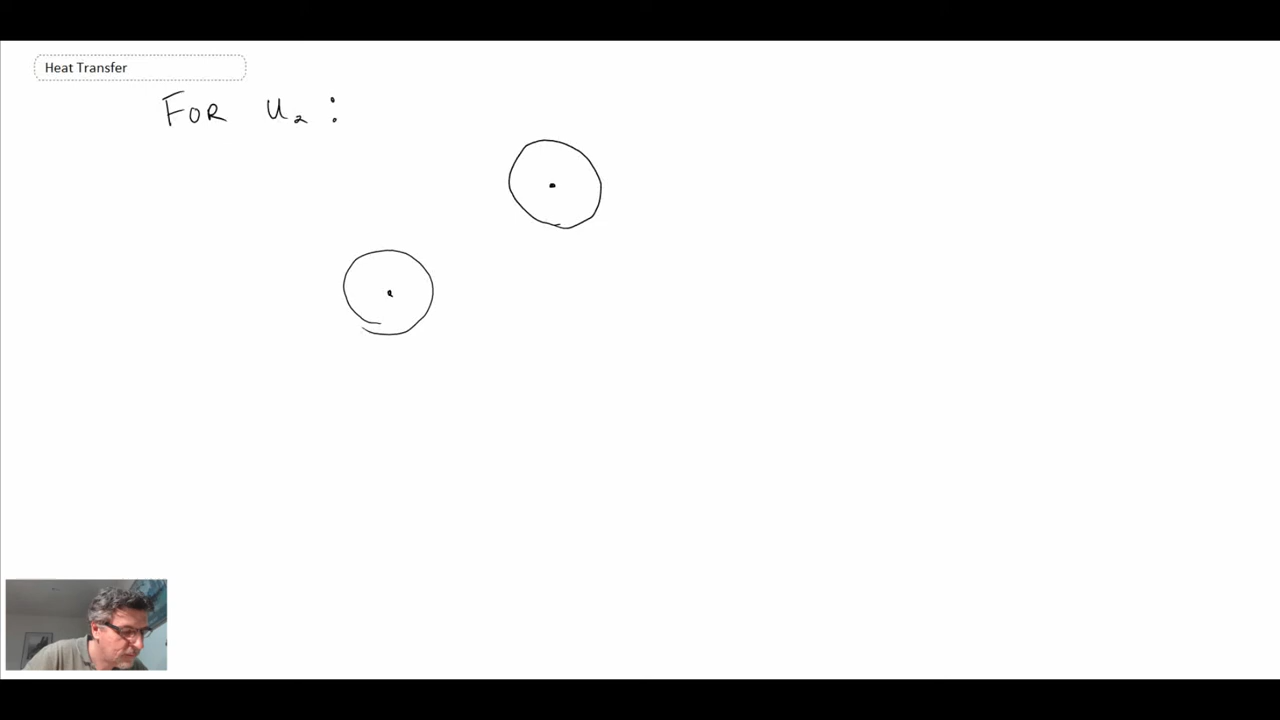 Heat Transfer
FOR u₂ :